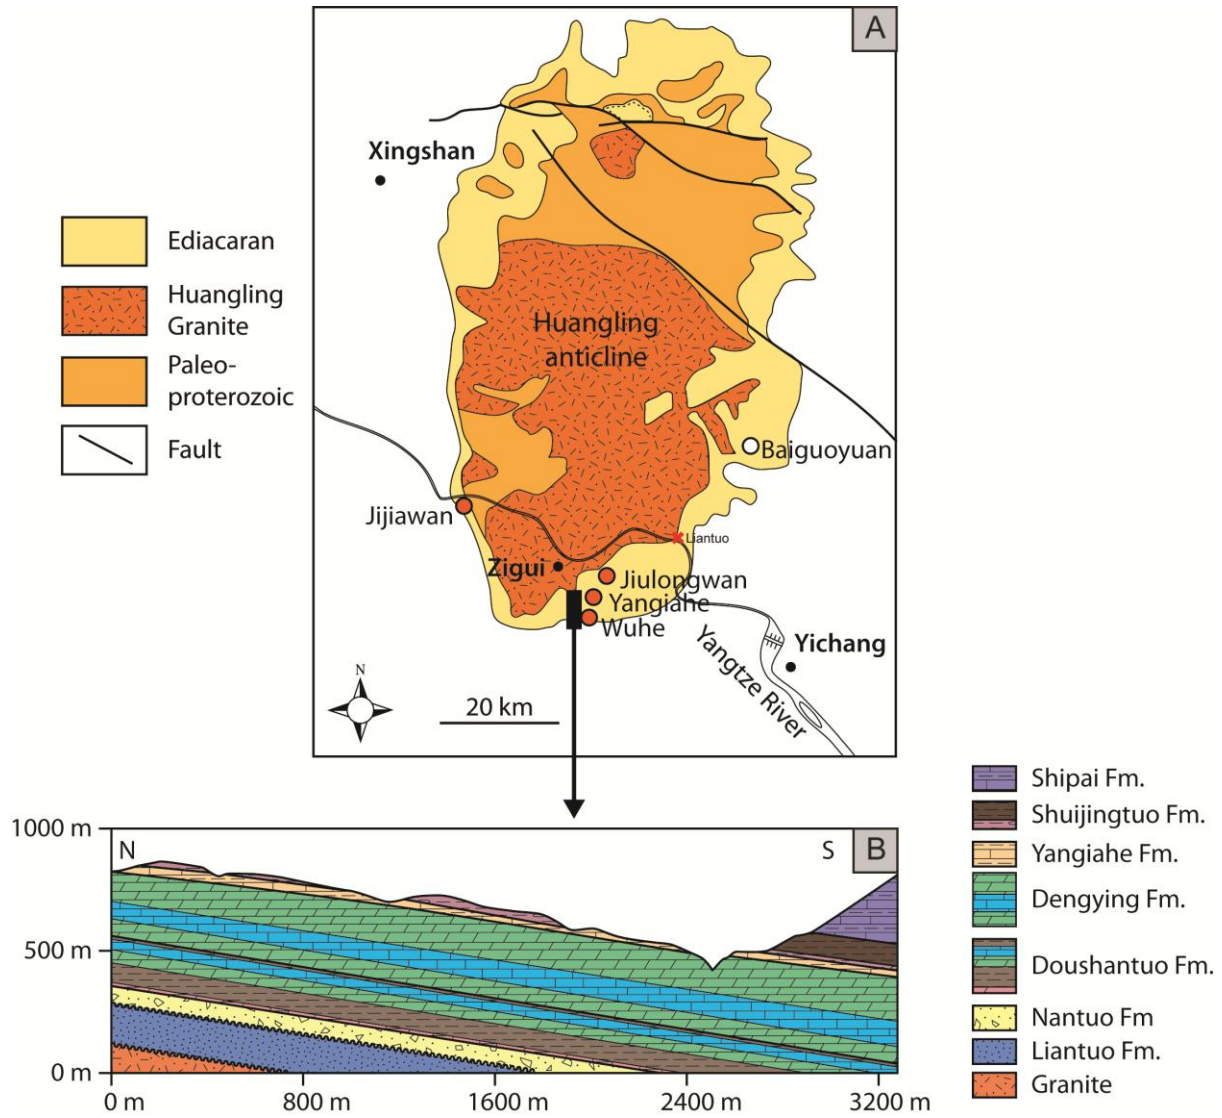 A
Xingshan
Ediacaran
Huangling
Granite
Paleo-
proterozoic
Fault
Huangling
anticline
Baiguoyuan
Jijiawan
Liantuo
Zigui
Jiulongwan
Yangiahe
Wuhe
Yichang
Yangtze River
N
20 km
Shipai Fm.
Shuijingtuo Fm.
Yangiahe Fm.
Dengying Fm.
Doushantuo Fm.
Nantuo Fm
Liantuo Fm.
Granite
1000 m
N
S
B
500 m
0 m
0 m
800 m
1600 m
2400 m
3200 m